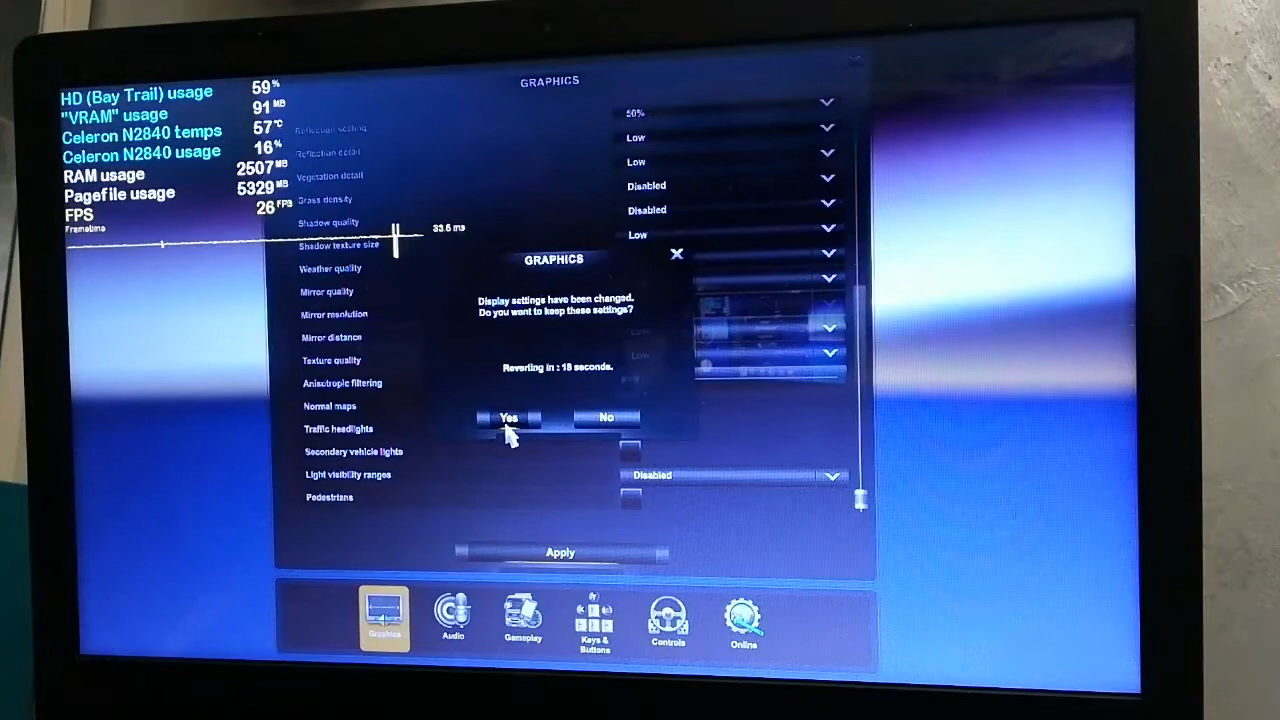 GRAPHICS
HD (Bay Trail) usage 59%
"VRAM" usage 91 MB
Celeron N2840 temps 57°C
Celeron N2840 usage 16%
RAM usage 2507 MB
Pagefile usage 5329 MB
FPS 26 FPS
Frametime
33.6 ms
50%
Reflection scaling Low
Reflection detail Low
Vegetation detail Disabled
Grass density Disabled
Shadow quality Low
Shadow texture size
Weather quality
Mirror quality
Mirror resolution
Mirror distance Low
Texture quality Low
Anisotropic filtering
Normal maps
Traffic headlights
Secondary vehicle lights
Light visibility ranges Disabled
Pedestrians
GRAPHICS
Display settings have been changed.
Do you want to keep these settings?
Reverting in : 18 seconds.
Yes No
Apply
Graphics
Audio
Gameplay
Keys &
Buttons
Controls
Online